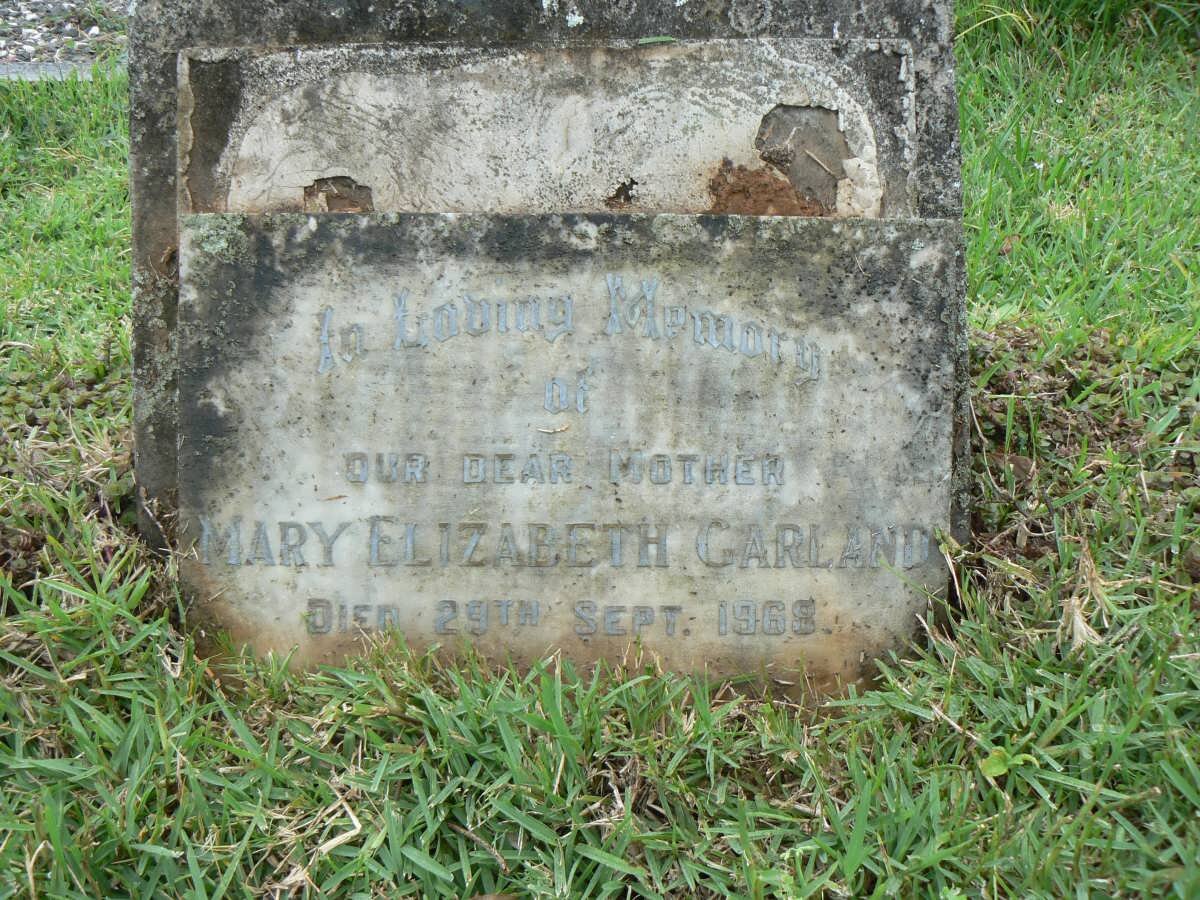 In Loving Memory
of
OUR DEAR MOTHER
MARY ELIZABETH GARLAND
DIED 29TH SEPT. 1968.